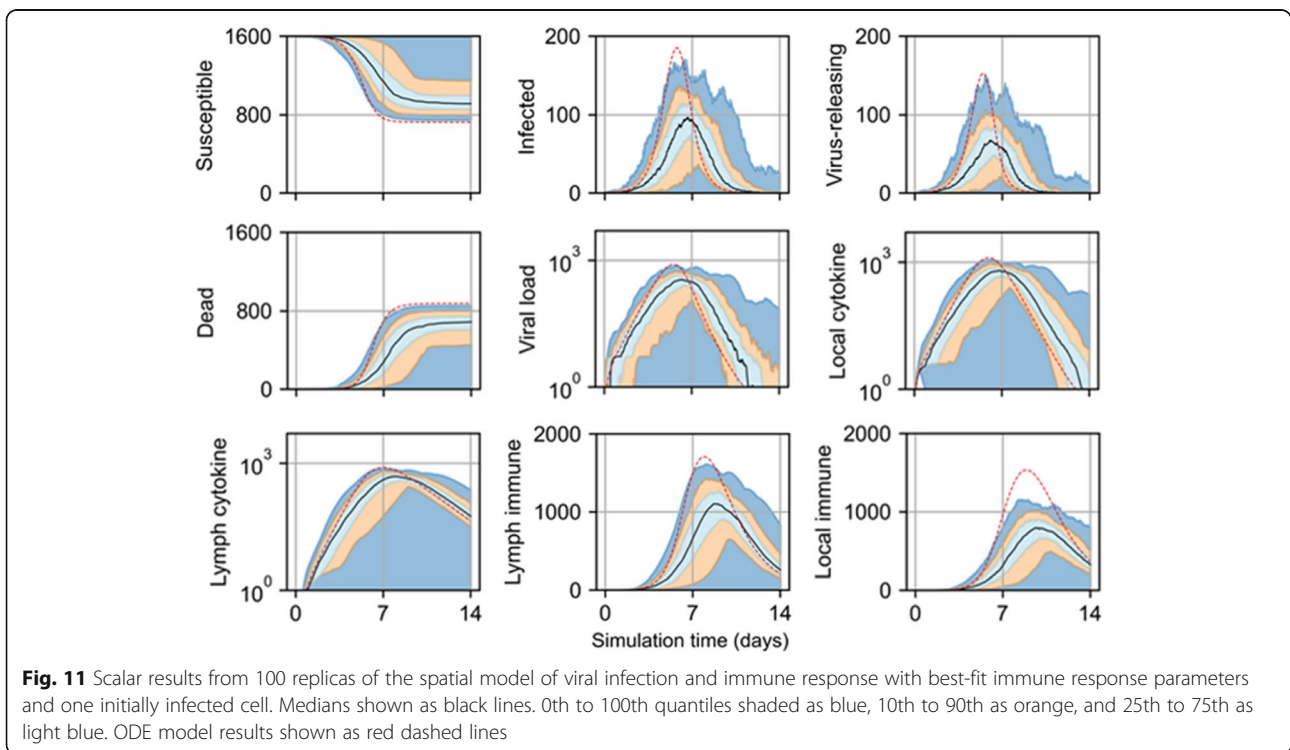 1600
800
0
Susceptible
200
100
0
Infected
200
100
0
Virus-releasing
1600
800
0
Dead
10^3
10^0
Viral load
10^3
10^0
Local cytokine
10^3
10^0
Lymph cytokine
0
7
14
2000
1000
0
Lymph immune
0
7
14
2000
1000
0
Local immune
0
7
14
Simulation time (days)
Fig. 11 Scalar results from 100 replicas of the spatial model of viral infection and immune response with best-fit immune response parameters
and one initially infected cell. Medians shown as black lines. 0th to 100th quantiles shaded as blue, 10th to 90th as orange, and 25th to 75th as
light blue. ODE model results shown as red dashed lines